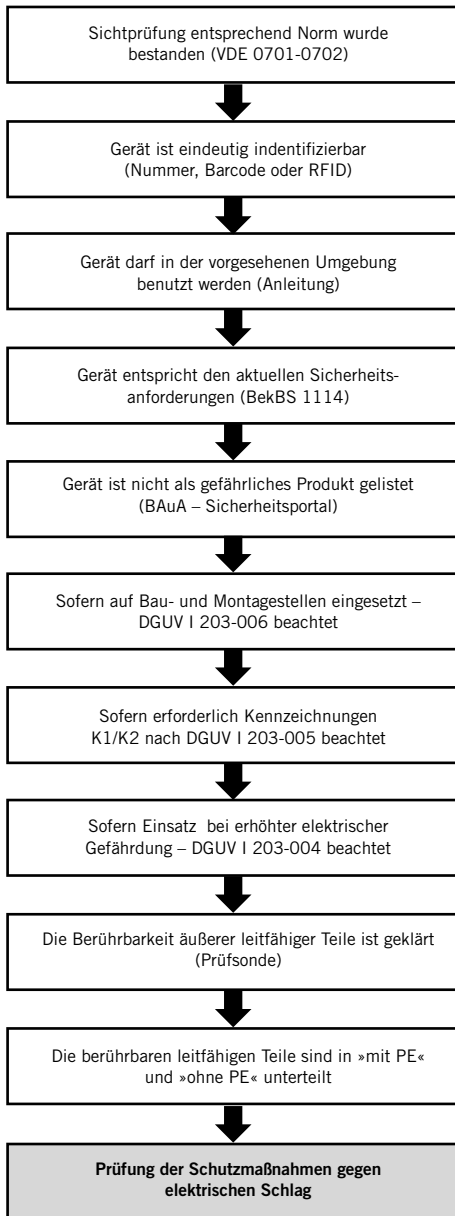 Sichtprüfung entsprechend Norm wurde
bestanden (VDE 0701-0702)
Gerät ist eindeutig indentifizierbar
(Nummer, Barcode oder RFID)
Gerät darf in der vorgesehenen Umgebung
benutzt werden (Anleitung)
Gerät entspricht den aktuellen Sicherheits-
anforderungen (BekBS 1114)
Gerät ist nicht als gefährliches Produkt gelistet
(BAuA – Sicherheitsportal)
Sofern auf Bau- und Montagestellen eingesetzt –
DGUV I 203-006 beachtet
Sofern erforderlich Kennzeichnungen
K1/K2 nach DGUV I 203-005 beachtet
Sofern Einsatz bei erhöhter elektrischer
Gefährdung – DGUV I 203-004 beachtet
Die Berührbarkeit äußerer leitfähiger Teile ist geklärt
(Prüfsonde)
Die berührbaren leitfähigen Teile sind in »mit PE«
und »ohne PE« unterteilt
Prüfung der Schutzmaßnahmen gegen
elektrischen Schlag